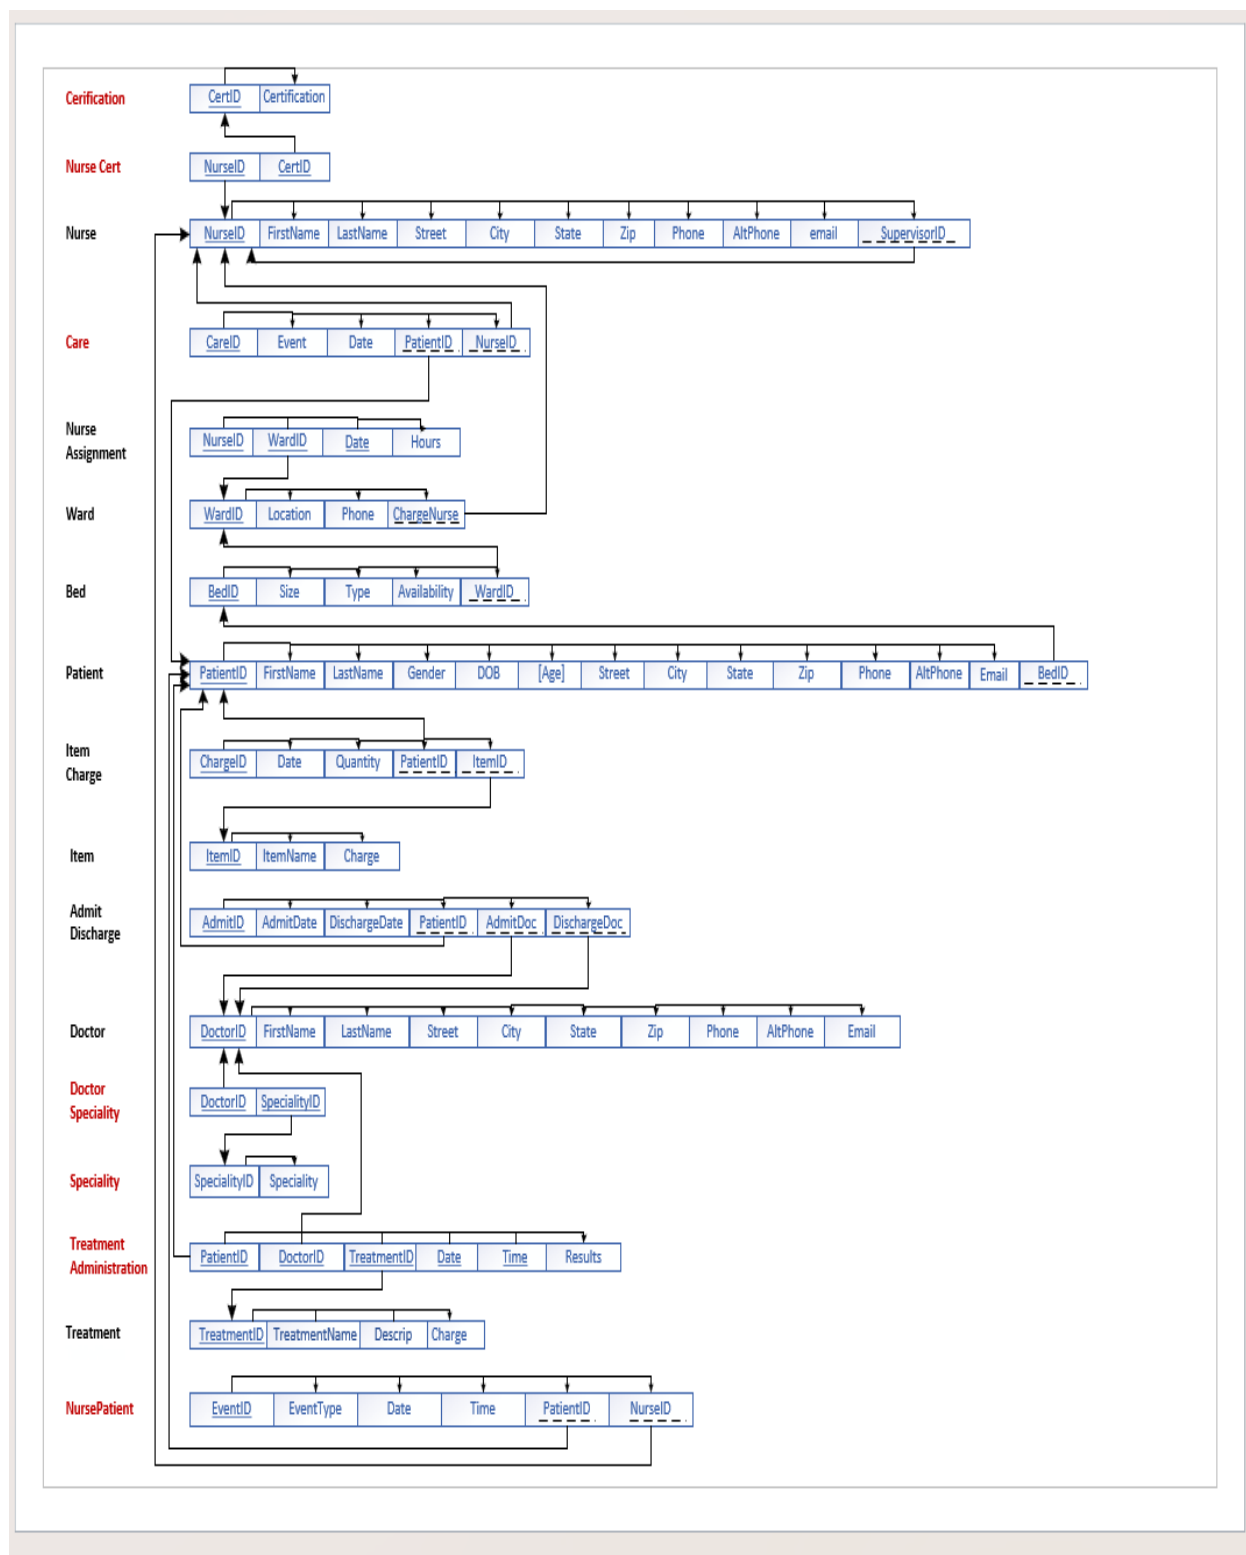 Cerification
CertID Certification
Nurse Cert
NurseID CertID
Nurse
NurseID FirstName LastName Street City State Zip Phone AltPhone email SupervisorID
Care
CareID Event Date PatientID NurseID
Nurse
Assignment
NurseID WardID Date Hours
Ward
WardID Location Phone ChargeNurse
Bed
BedID Size Type Availability WardID
Patient
PatientID FirstName LastName Gender DOB [Age] Street City State Zip Phone AltPhone Email BedID
Item
Charge
ChargeID Date Quantity PatientID ItemID
Item
ItemID ItemName Charge
Admit
Discharge
AdmitID AdmitDate DischargeDate PatientID AdmitDoc DischargeDoc
Doctor
DoctorID FirstName LastName Street City State Zip Phone AltPhone Email
Doctor
Speciality
DoctorID SpecialityID
Speciality
SpecialityID Speciality
Treatment
Administration
PatientID DoctorID TreatmentID Date Time Results
Treatment
TreatmentID TreatmentName Descrip Charge
NursePatient
EventID EventType Date Time PatientID NurseID